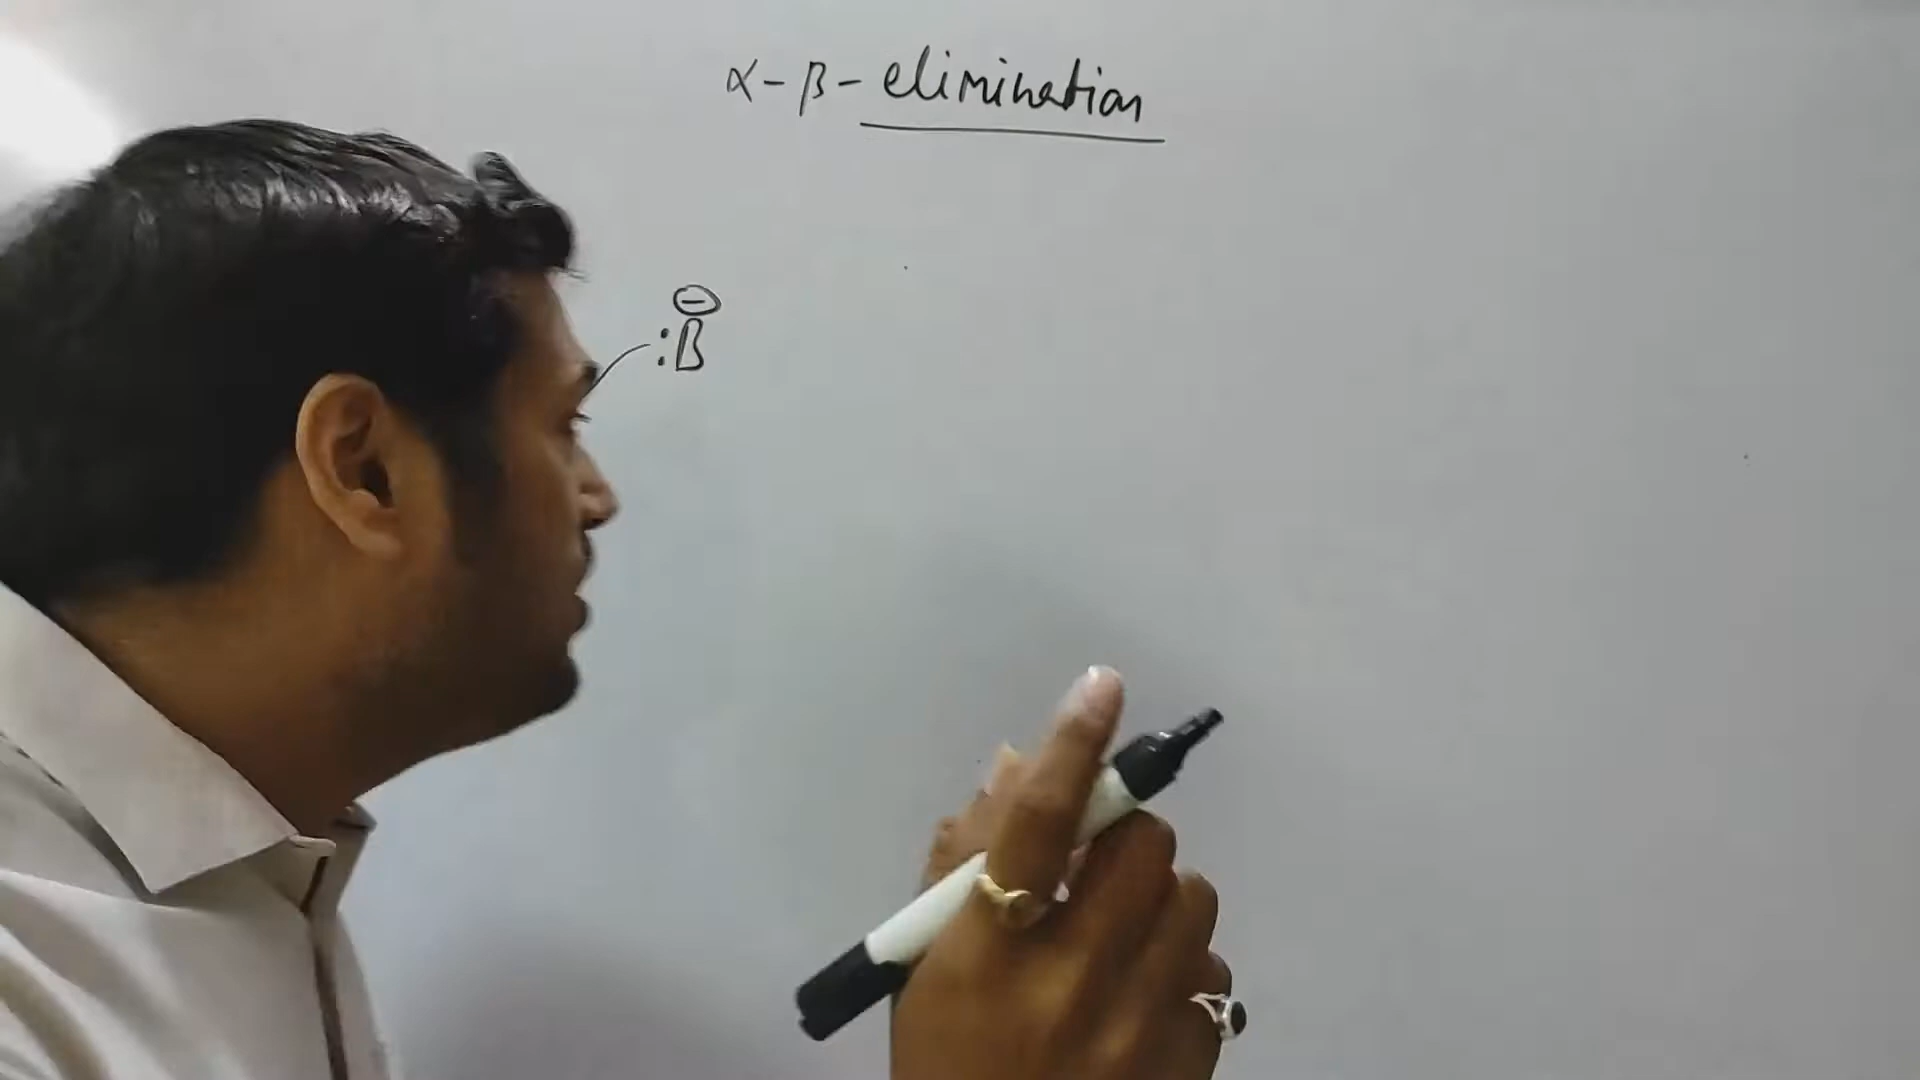 α-β-elimination
⊖
:B